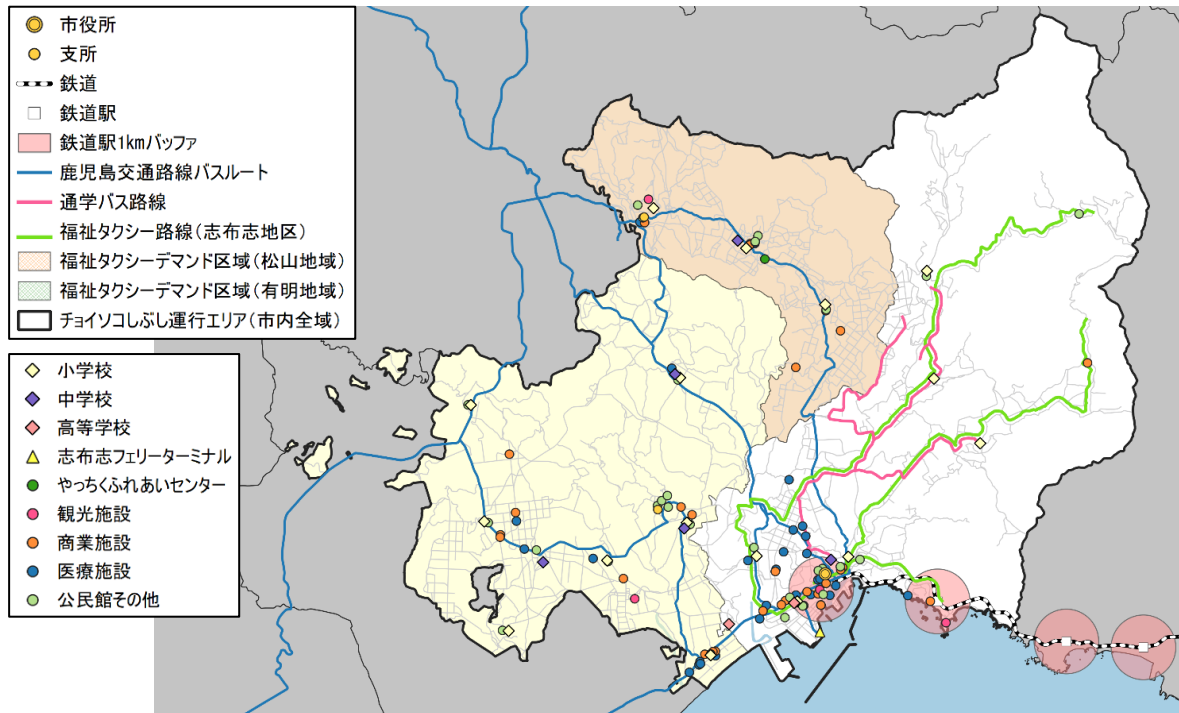 市役所
支所
鉄道
鉄道駅
鉄道駅1kmバッファ
鹿児島交通路線バスルート
通学バス路線
福祉タクシー路線(志布志地区)
福祉タクシーデマンド区域(松山地域)
福祉タクシーデマンド区域(有明地域)
チョイソコしぶし運行エリア(市内全域)
小学校
中学校
高等学校
志布志フェリーターミナル
やっちくふれあいセンター
観光施設
商業施設
医療施設
公民館その他